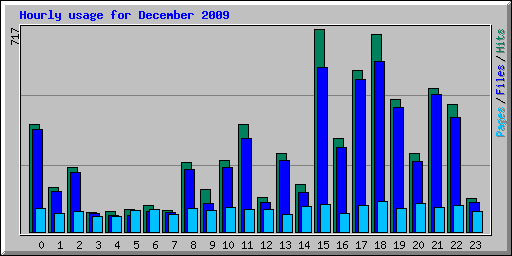 Hourly usage for December 2009
717
Pages / Files / Hits
0 1 2 3 4 5 6 7 8 9 10 11 12 13 14 15 16 17 18 19 20 21 22 23